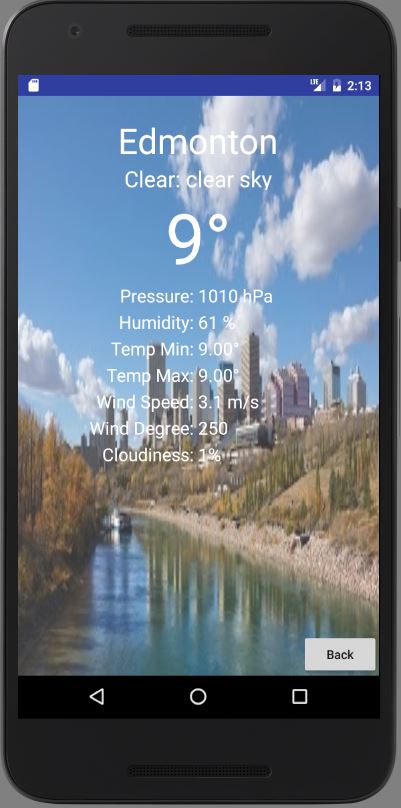 LTE 2:13
Edmonton
Clear: clear sky
9°
Pressure: 1010 hPa
Humidity: 61 %
Temp Min: 9.00°
Temp Max: 9.00°
Wind Speed: 3.1 m/s
Wind Degree: 250
Cloudiness: 1%
Back